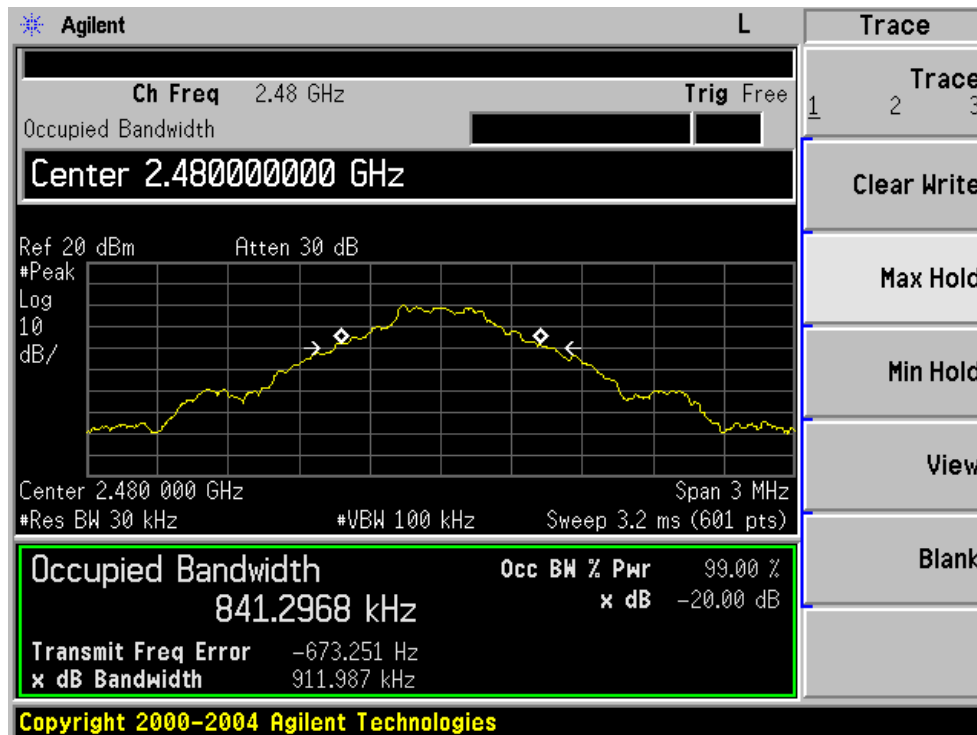 Agilent L Trace
Ch Freq 2.48 GHz Trig Free
Occupied Bandwidth
Trace
1 2 3
Center 2.480000000 GHz
Clear Write
Ref 20 dBm Atten 30 dB
#Peak
Log
10
dB/
Max Hold
Min Hold
View
Center 2.480 000 GHz Span 3 MHz
#Res BW 30 kHz #VBW 100 kHz Sweep 3.2 ms (601 pts)
Blank
Occupied Bandwidth Occ BW % Pwr 99.00 %
841.2968 kHz x dB -20.00 dB
Transmit Freq Error -673.251 Hz
x dB Bandwidth 911.987 kHz
Copyright 2000-2004 Agilent Technologies